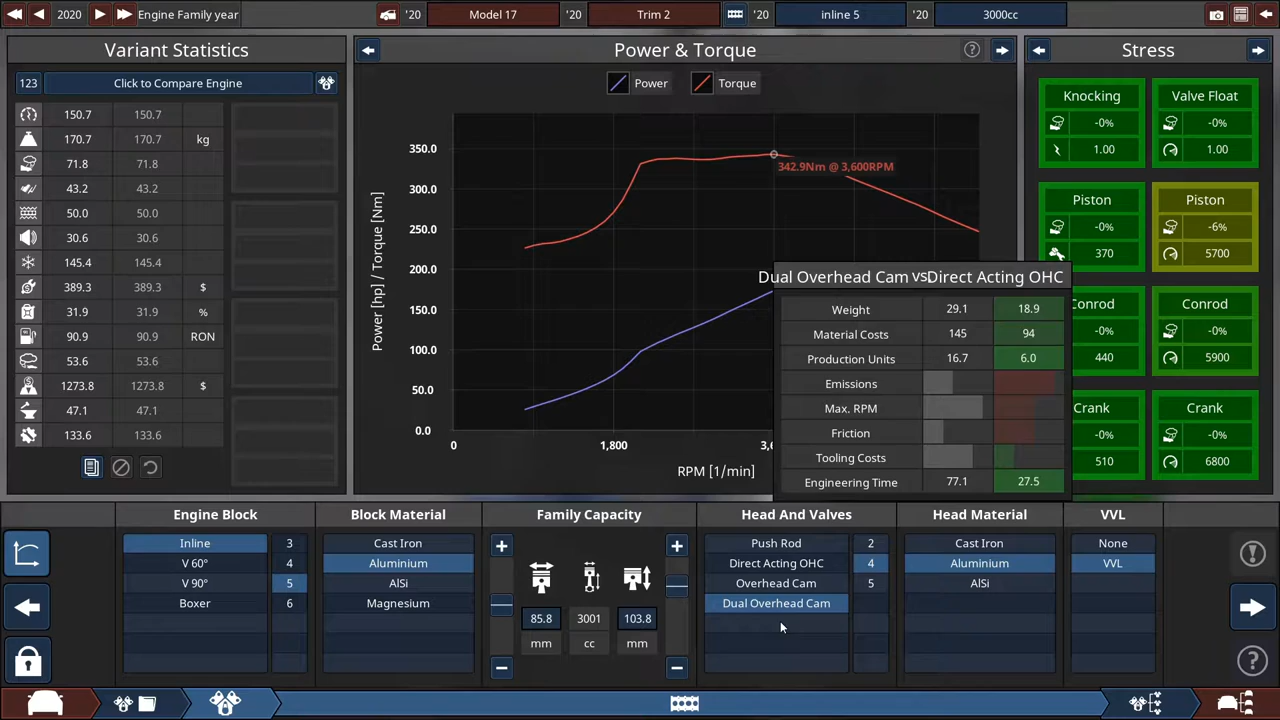 2020 Engine Family year '20 Model 17 '20 Trim 2 '20 inline 5 '20 3000cc
Variant Statistics
123 Click to Compare Engine
150.7 150.7
170.7 170.7 kg
71.8 71.8
43.2 43.2
50.0 50.0
30.6 30.6
145.4 145.4
389.3 389.3 $
31.9 31.9 %
90.9 90.9 RON
53.6 53.6
1273.8 1273.8 $
47.1 47.1
133.6 133.6
Power & Torque ?
Power Torque
Power [hp] / Torque [Nm]
350.0
300.0
250.0
200.0
150.0
100.0
50.0
0.0
0 1,800
342.9Nm @ 3,600RPM
RPM [1/min]
Dual Overhead Cam vs Direct Acting OHC
Weight 29.1 18.9
Material Costs 145 94
Production Units 16.7 6.0
Emissions
Max. RPM
Friction
Tooling Costs
Engineering Time 77.1 27.5
Stress
Knocking Valve Float
-0% -0%
1.00 1.00
Piston Piston
-0% -6%
370 5700
Conrod Conrod
-0% -0%
440 5900
Crank Crank
-0% -0%
510 6800
Engine Block
Inline 3
V 60° 4
V 90° 5
Boxer 6
Block Material
Cast Iron
Aluminium
AlSi
Magnesium
Family Capacity
+ +
85.8 3001 103.8
mm cc mm
Head And Valves
Push Rod 2
Direct Acting OHC 4
Overhead Cam 5
Dual Overhead Cam
Head Material
Cast Iron
Aluminium
AlSi
VVL
None
VVL
?